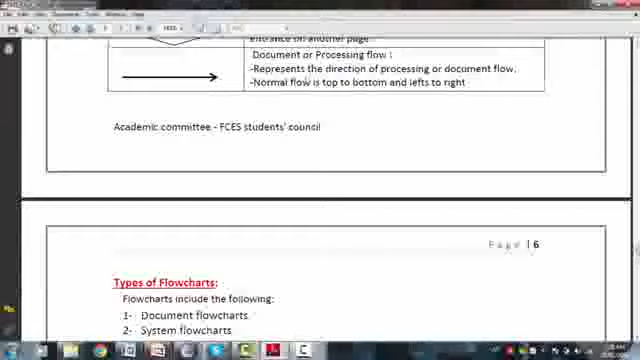 Entrance on another page.
Document or Processing flow :
-Represents the direction of processing or document flow.
-Normal flow is top to bottom and lefts to right
Academic committee - FCES students' council
Page | 6
Types of Flowcharts:
Flowcharts include the following:
1- Document flowcharts.
2- System flowcharts